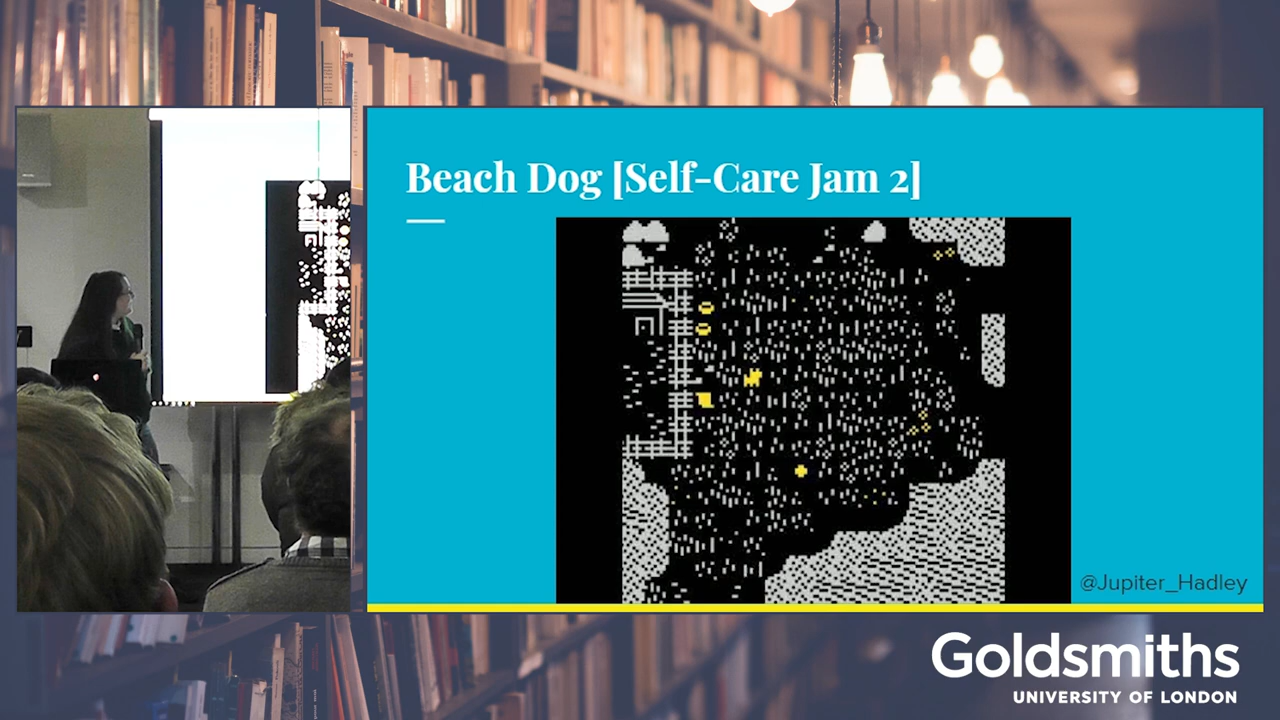 Beach Dog [Self-Care Jam 2]
@Jupiter_Hadley
Goldsmiths
UNIVERSITY OF LONDON